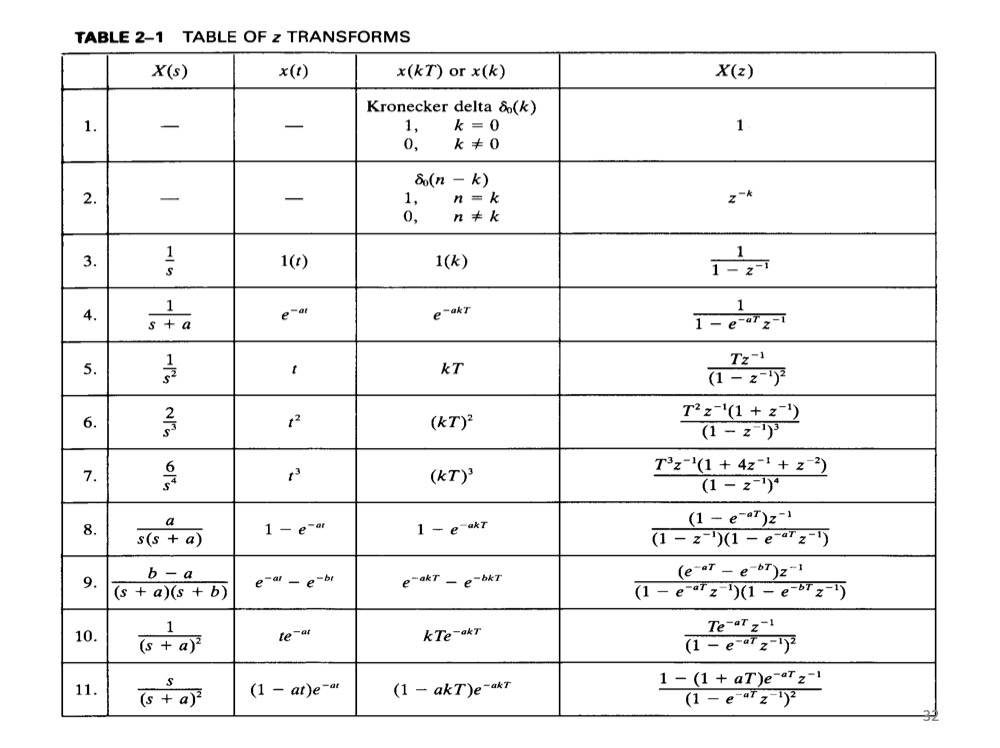 TABLE 2–1 TABLE OF z TRANSFORMS
X(s) x(t) x(kT) or x(k) X(z)
1. — — Kronecker delta δ₀(k) 1
1, k = 0
0, k ≠ 0
2. — — δ₀(n − k) z⁻ᵏ
1, n = k
0, n ≠ k
3. 1/s 1(t) 1(k) 1/(1 − z⁻¹)
4. 1/(s + a) e^(−at) e^(−akT) 1/(1 − e^(−aT) z⁻¹)
5. 1/s² t kT Tz⁻¹/(1 − z⁻¹)²
6. 2/s³ t² (kT)² T² z⁻¹(1 + z⁻¹)/(1 − z⁻¹)³
7. 6/s⁴ t³ (kT)³ T³z⁻¹(1 + 4z⁻¹ + z⁻²)/(1 − z⁻¹)⁴
8. a/(s(s + a)) 1 − e^(−at) 1 − e^(−akT) (1 − e^(−aT))z⁻¹/((1 − z⁻¹)(1 − e^(−aT) z⁻¹))
9. (b − a)/((s + a)(s + b)) e^(−at) − e^(−bt) e^(−akT) − e^(−bkT) (e^(−aT) − e^(−bT))z⁻¹/((1 − e^(−aT) z⁻¹)(1 − e^(−bT) z⁻¹))
10. 1/(s + a)² te^(−at) kTe^(−akT) Te^(−aT) z⁻¹/(1 − e^(−aT) z⁻¹)²
11. s/(s + a)² (1 − at)e^(−at) (1 − akT)e^(−akT) (1 − (1 + aT)e^(−aT) z⁻¹)/(1 − e^(−aT) z⁻¹)²
32